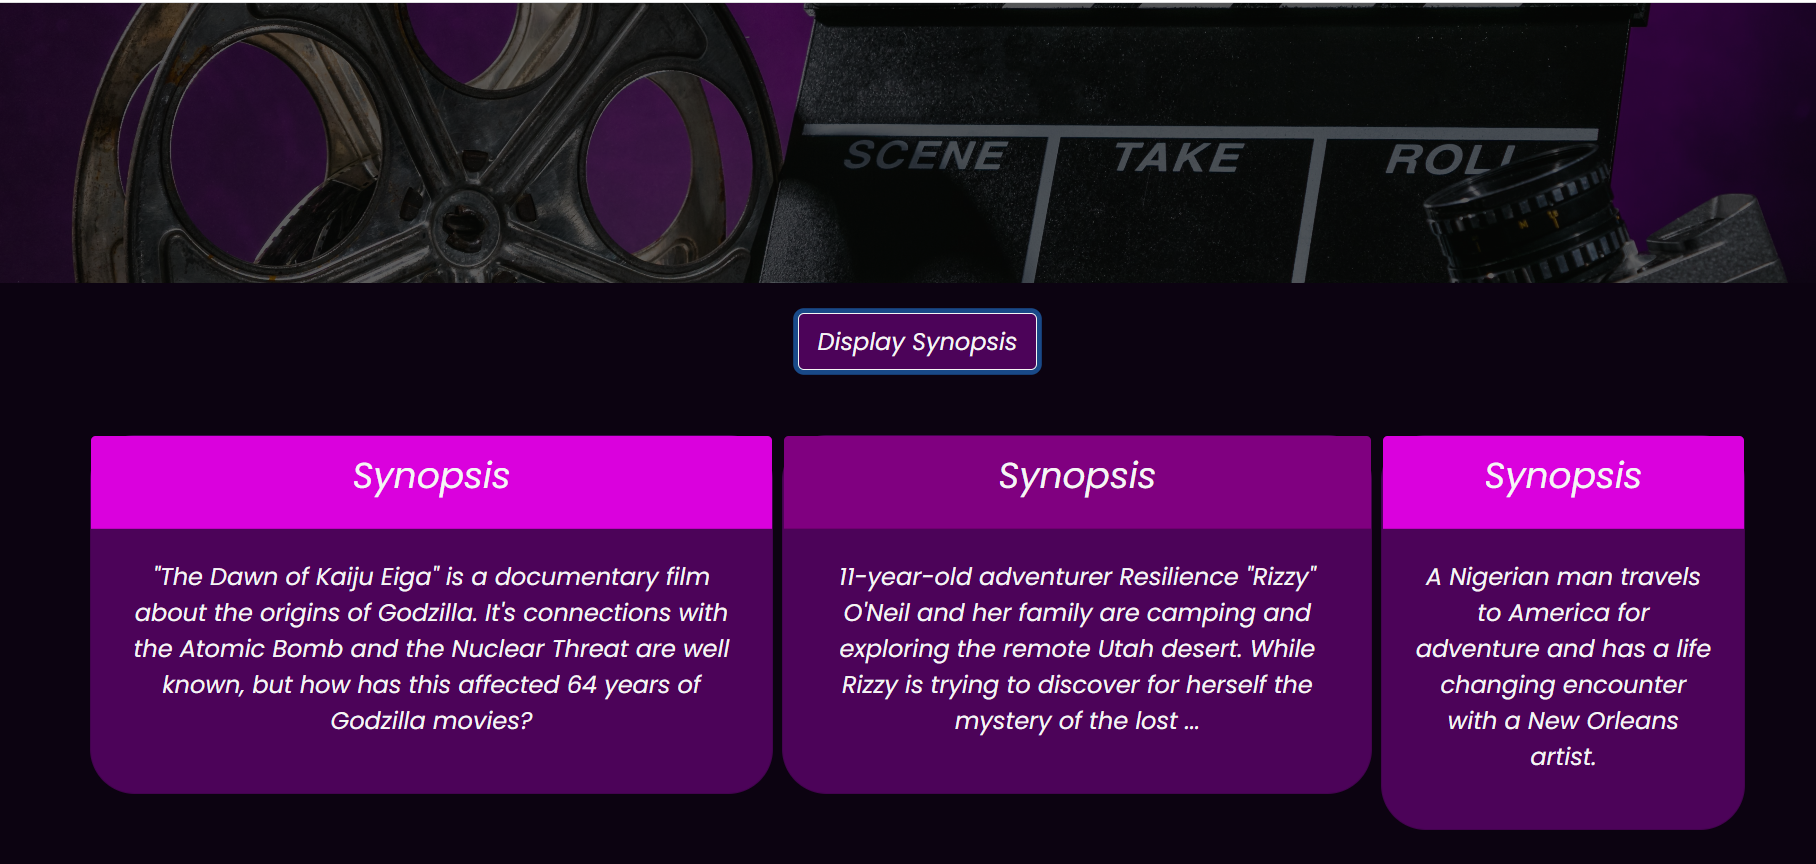 SCENE TAKE ROLL
Display Synopsis
Synopsis
"The Dawn of Kaiju Eiga" is a documentary film
about the origins of Godzilla. It's connections with
the Atomic Bomb and the Nuclear Threat are well
known, but how has this affected 64 years of
Godzilla movies?
Synopsis
11-year-old adventurer Resilience "Rizzy"
O'Neil and her family are camping and
exploring the remote Utah desert. While
Rizzy is trying to discover for herself the
mystery of the lost ...
Synopsis
A Nigerian man travels
to America for
adventure and has a life
changing encounter
with a New Orleans
artist.